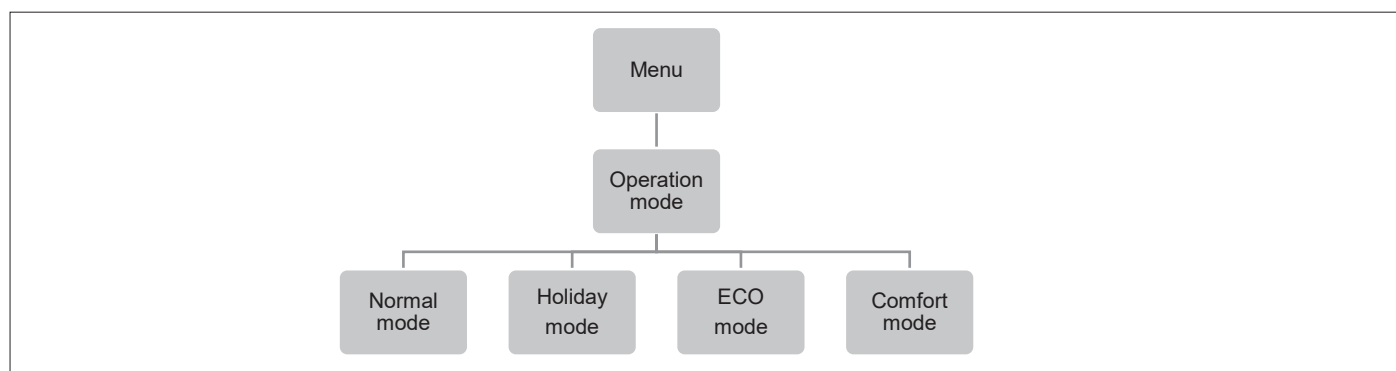 Menu
Operation
mode
Normal
mode
Holiday
mode
ECO
mode
Comfort
mode